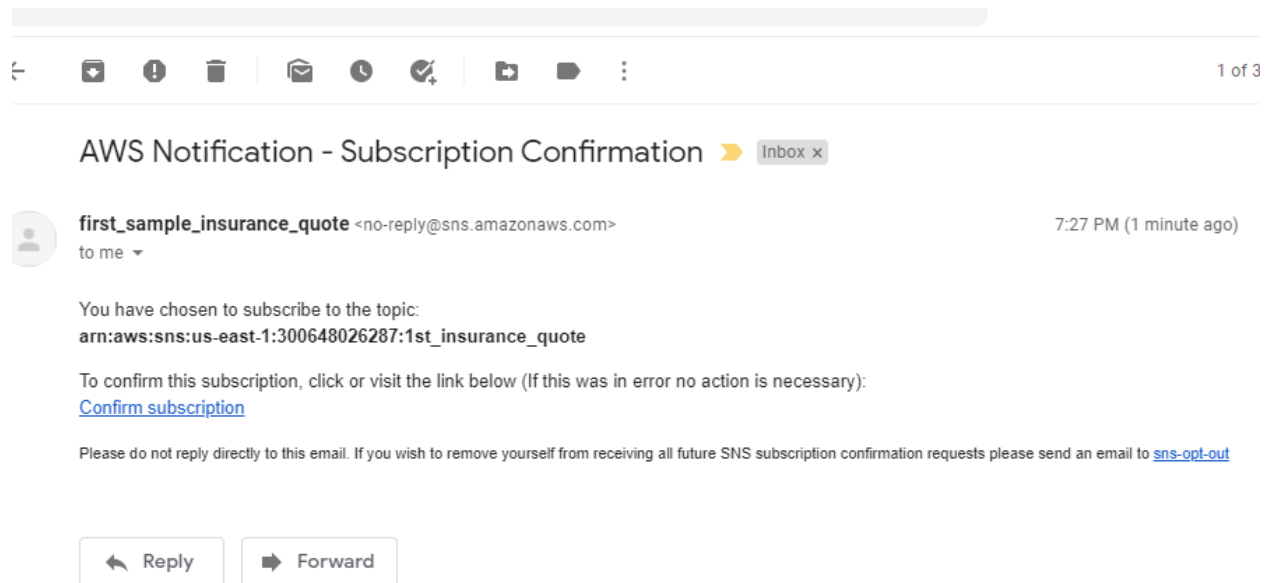 1 of 3
AWS Notification - Subscription Confirmation Inbox x
first_sample_insurance_quote <no-reply@sns.amazonaws.com> 7:27 PM (1 minute ago)
to me
You have chosen to subscribe to the topic:
arn:aws:sns:us-east-1:300648026287:1st_insurance_quote
To confirm this subscription, click or visit the link below (If this was in error no action is necessary):
Confirm subscription
Please do not reply directly to this email. If you wish to remove yourself from receiving all future SNS subscription confirmation requests please send an email to sns-opt-out
Reply Forward